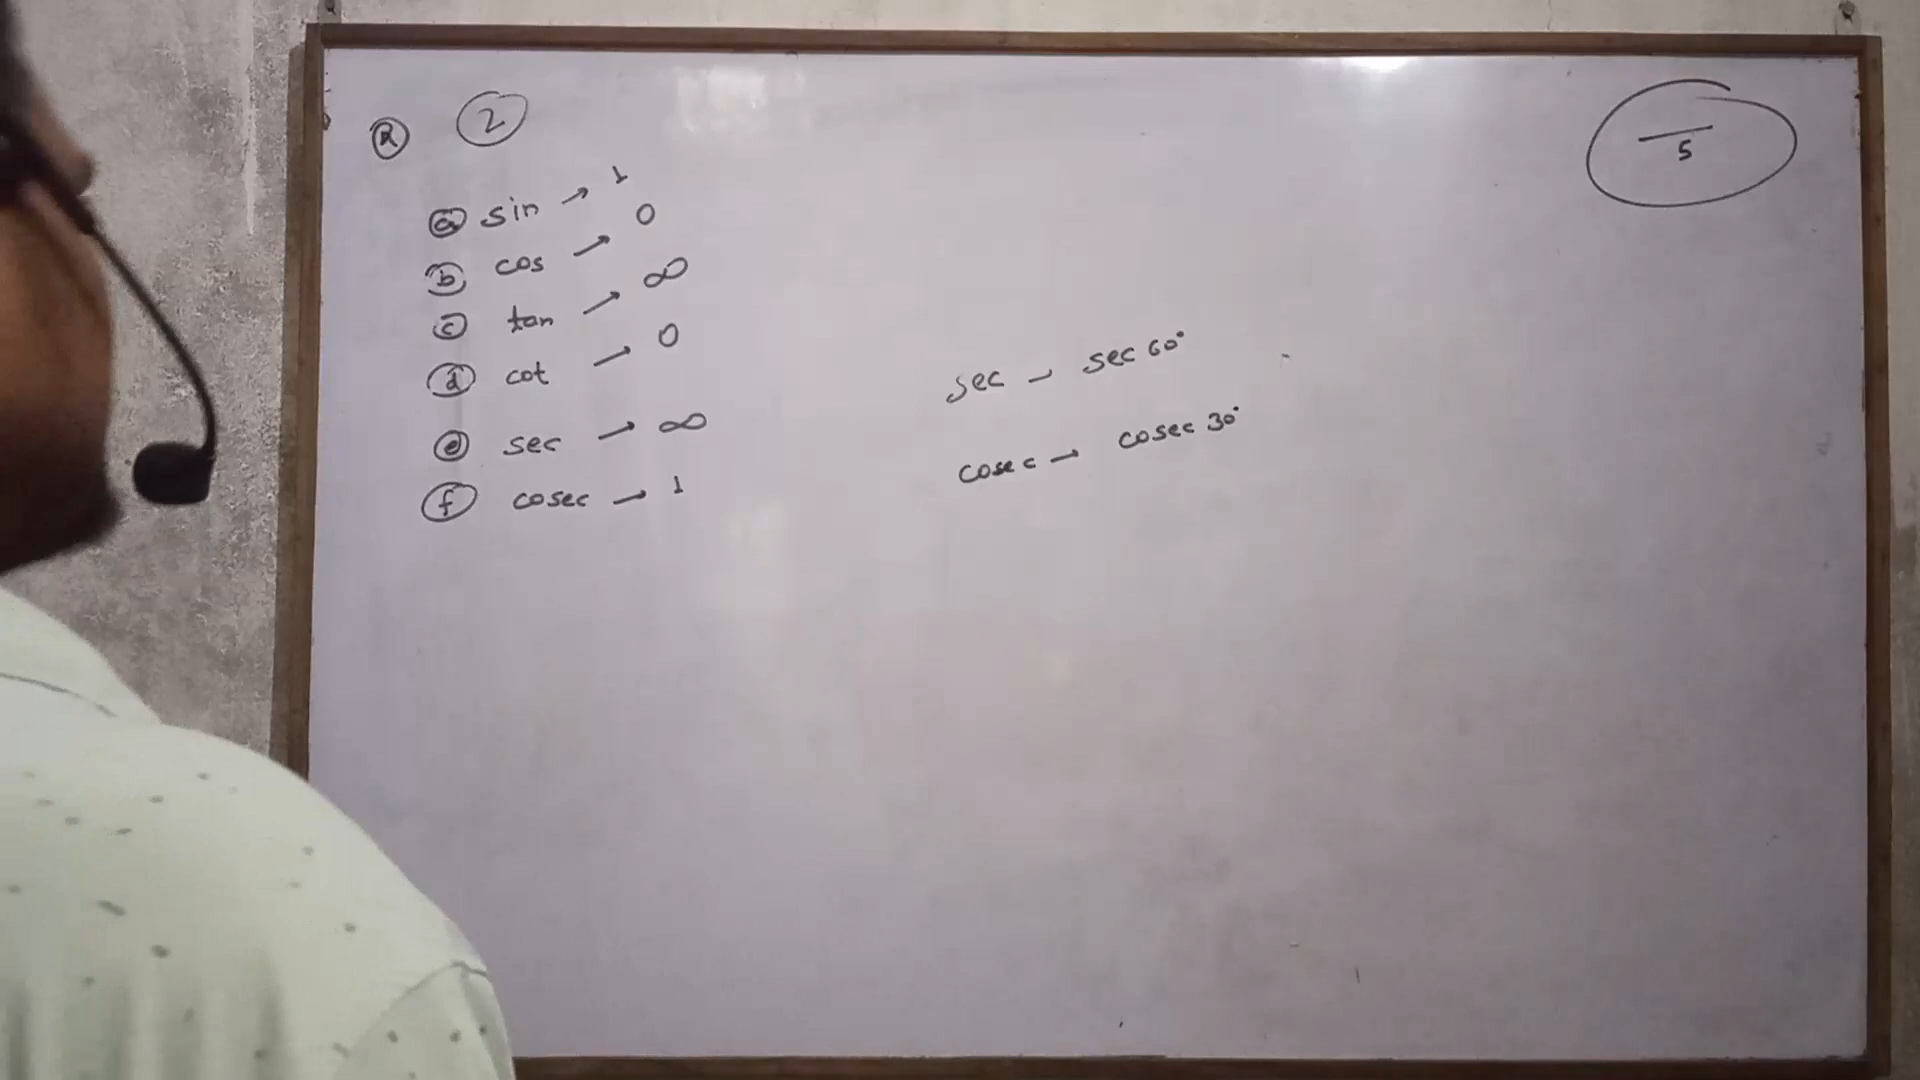 R 2
a sin → 1
b cos → 0
c tan → ∞
d cot → 0
e sec → ∞
f cosec → 1
sec → sec 60°
cosec → cosec 30°
5